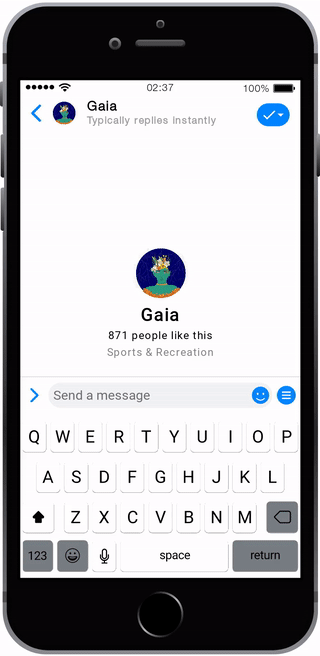 02:37
100%
Gaia
Typically replies instantly
Gaia
871 people like this
Sports & Recreation
Send a message
Q W E R T Y U I O P
A S D F G H J K L
Z X C V B N M
123 space return